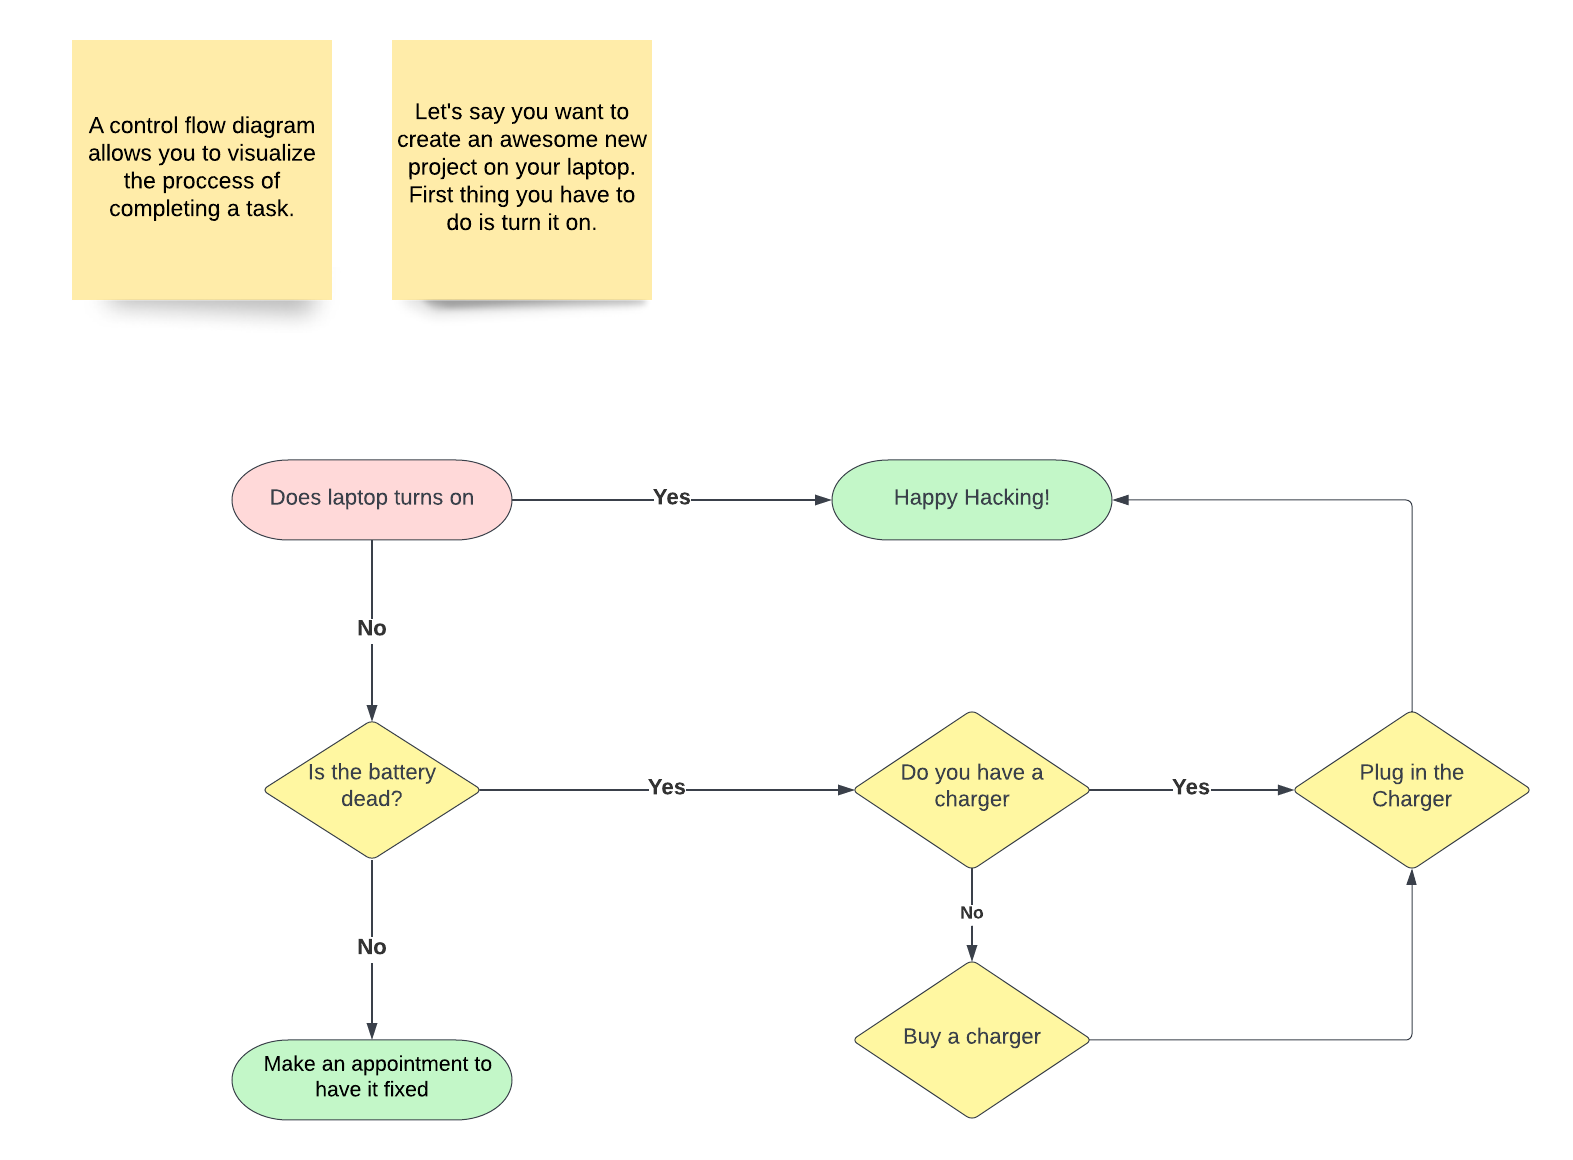 A control flow diagram
allows you to visualize
the proccess of
completing a task.
Let's say you want to
create an awesome new
project on your laptop.
First thing you have to
do is turn it on.
Does laptop turns on
Yes
Happy Hacking!
No
Is the battery
dead?
Yes
Do you have a
charger
Yes
Plug in the
Charger
No
No
Buy a charger
Make an appointment to
have it fixed